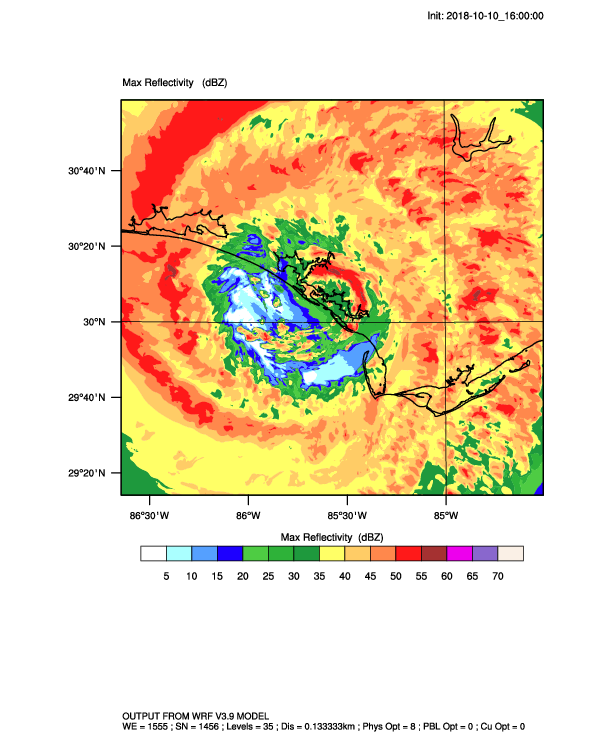 Init: 2018-10-10_16:00:00
Max Reflectivity (dBZ)
30°40'N
30°20'N
30°N
29°40'N
29°20'N
86°30'W 86°W 85°30'W 85°W
Max Reflectivity (dBZ)
5 10 15 20 25 30 35 40 45 50 55 60 65 70
OUTPUT FROM WRF V3.9 MODEL
WE = 1555 ; SN = 1456 ; Levels = 35 ; Dis = 0.133333km ; Phys Opt = 8 ; PBL Opt = 0 ; Cu Opt = 0